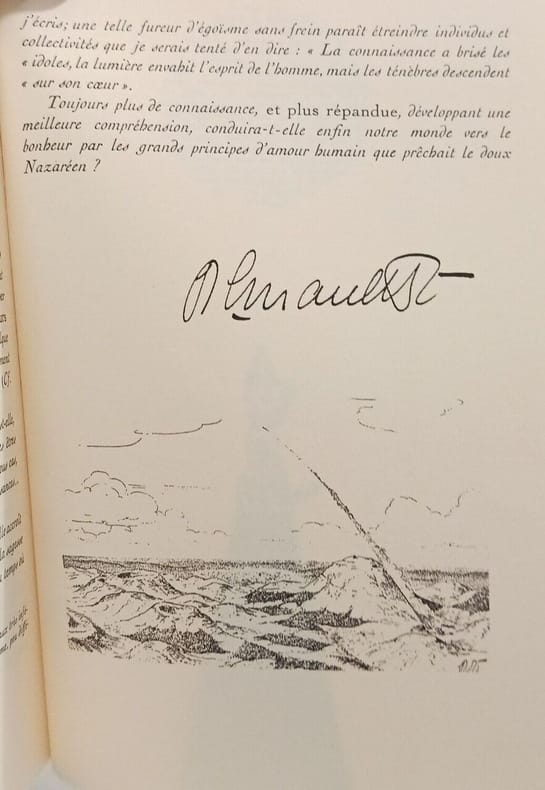 j'écris; une telle fureur d'égoïsme sans frein paraît étreindre individus et
collectivités que je serais tenté d'en dire : « La connaissance a brisé les
« idoles, la lumière envahit l'esprit de l'homme, mais les ténèbres descendent
« sur son cœur ».
Toujours plus de connaissance, et plus répandue, développant une
meilleure compréhension, conduira-t-elle enfin notre monde vers le
bonheur par les grands principes d'amour humain que prêchait le doux
Nazaréen ?